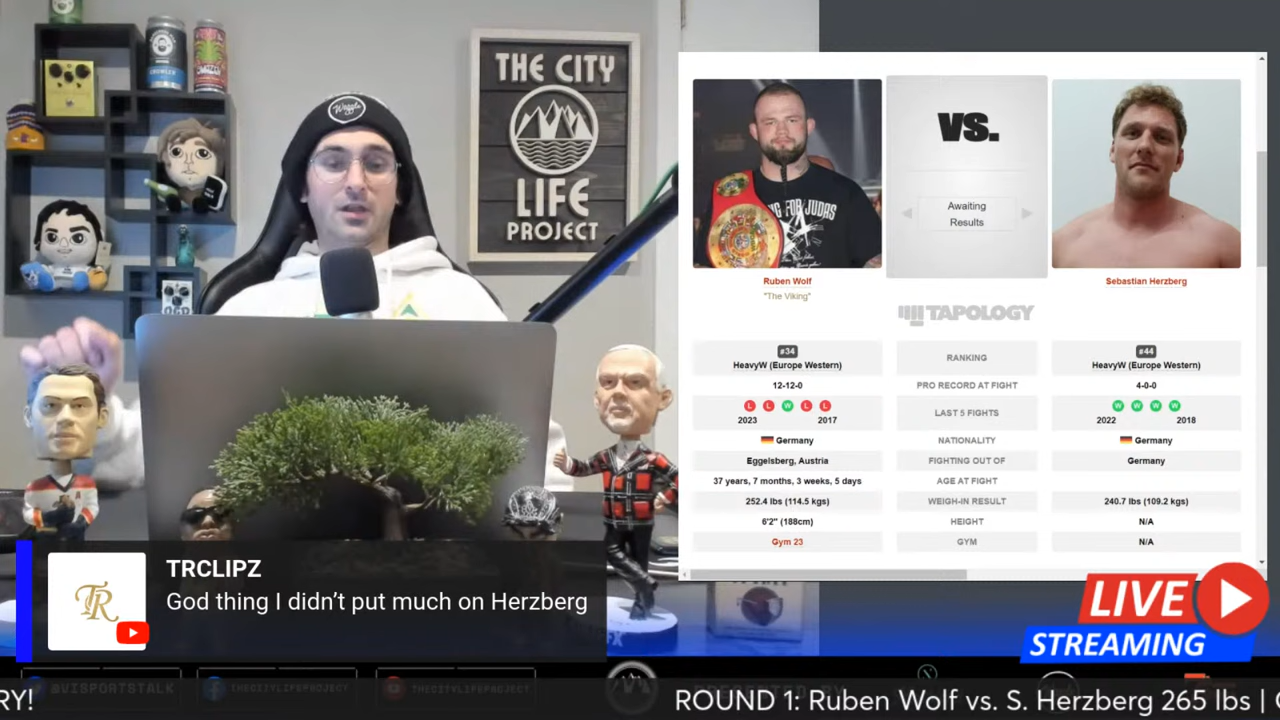 THE CITY
LIFE
PROJECT
VS.
Awaiting
Results
Ruben Wolf
"The Viking"
Sebastian Herzberg
TAPOLOGY
#34
HeavyW (Europe Western)
RANKING
#44
HeavyW (Europe Western)
12-12-0
PRO RECORD AT FIGHT
4-0-0
L L W L L
2023 2017
LAST 5 FIGHTS
W W W W
2022 2018
Germany
NATIONALITY
Germany
Eggelsberg, Austria
FIGHTING OUT OF
Germany
37 years, 7 months, 3 weeks, 5 days
AGE AT FIGHT
252.4 lbs (114.5 kgs)
WEIGH-IN RESULT
240.7 lbs (109.2 kgs)
6'2" (188cm)
HEIGHT
N/A
Gym 23
GYM
N/A
TRCLIPZ
God thing I didn’t put much on Herzberg
TR
LIVE
STREAMING
@VISPORTSTALK
THECITYLIFEPROJECT
THECITYLIFEPROJECT
RY!
ROUND 1: Ruben Wolf vs. S. Herzberg 265 lbs |